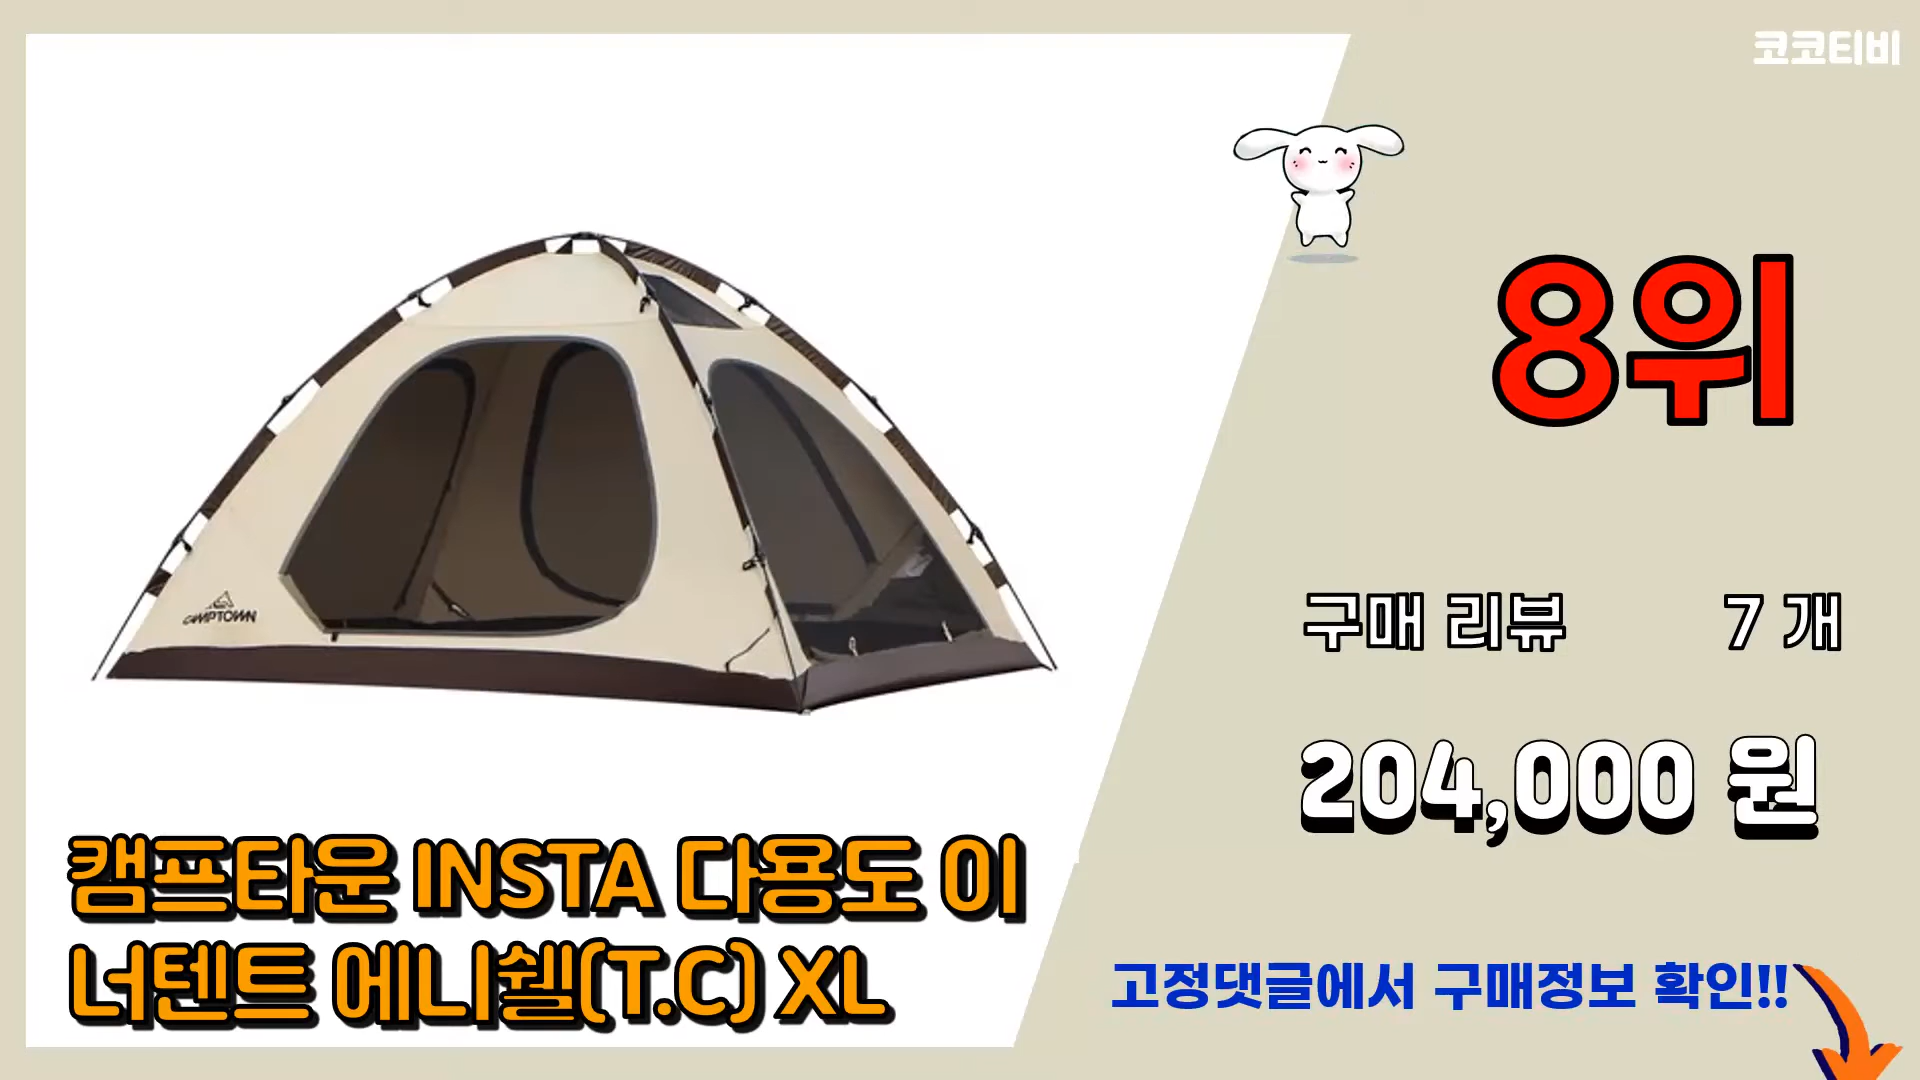 코코티비
8위
CAMPTOWN
구매 리뷰 7 개
204,000 원
캠프타운 INSTA 다용도 이
너텐트 에니쉘(T.C) XL
고정댓글에서 구매정보 확인!!